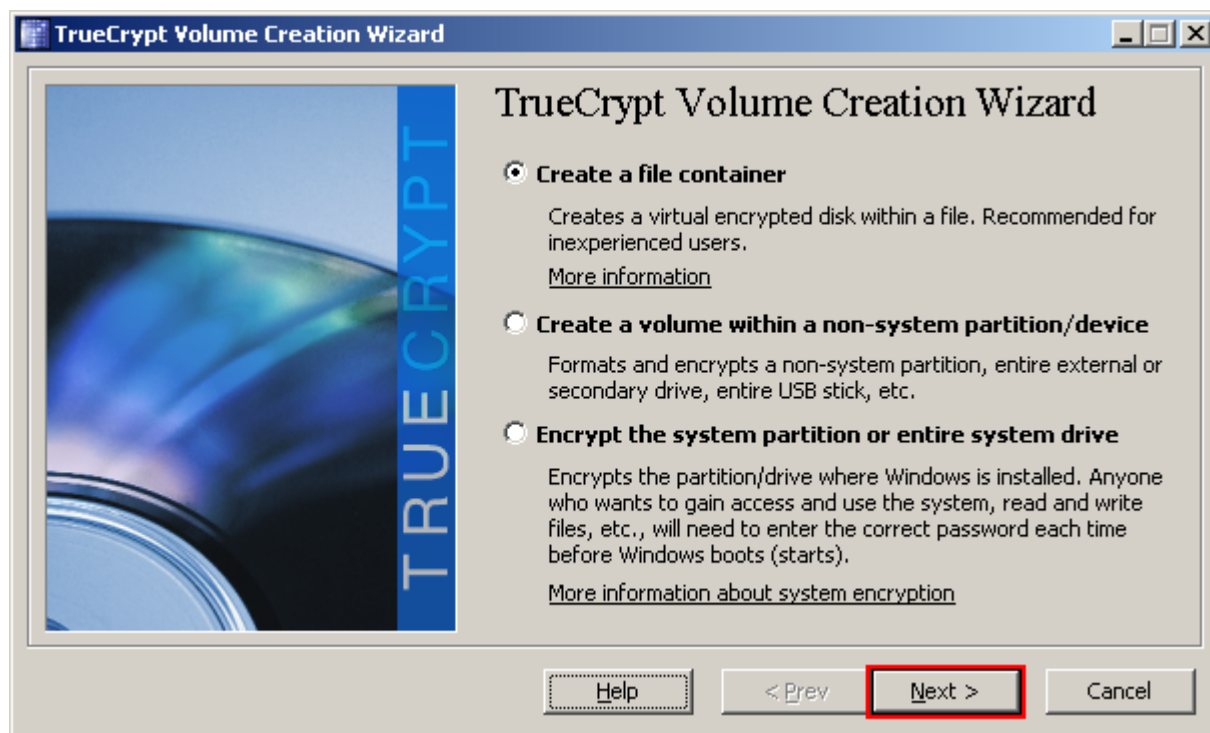 TrueCrypt Volume Creation Wizard
TRUECRYPT
TrueCrypt Volume Creation Wizard
Create a file container
Creates a virtual encrypted disk within a file. Recommended for
inexperienced users.
More information
Create a volume within a non-system partition/device
Formats and encrypts a non-system partition, entire external or
secondary drive, entire USB stick, etc.
Encrypt the system partition or entire system drive
Encrypts the partition/drive where Windows is installed. Anyone
who wants to gain access and use the system, read and write
files, etc., will need to enter the correct password each time
before Windows boots (starts).
More information about system encryption
Help < Prev Next > Cancel